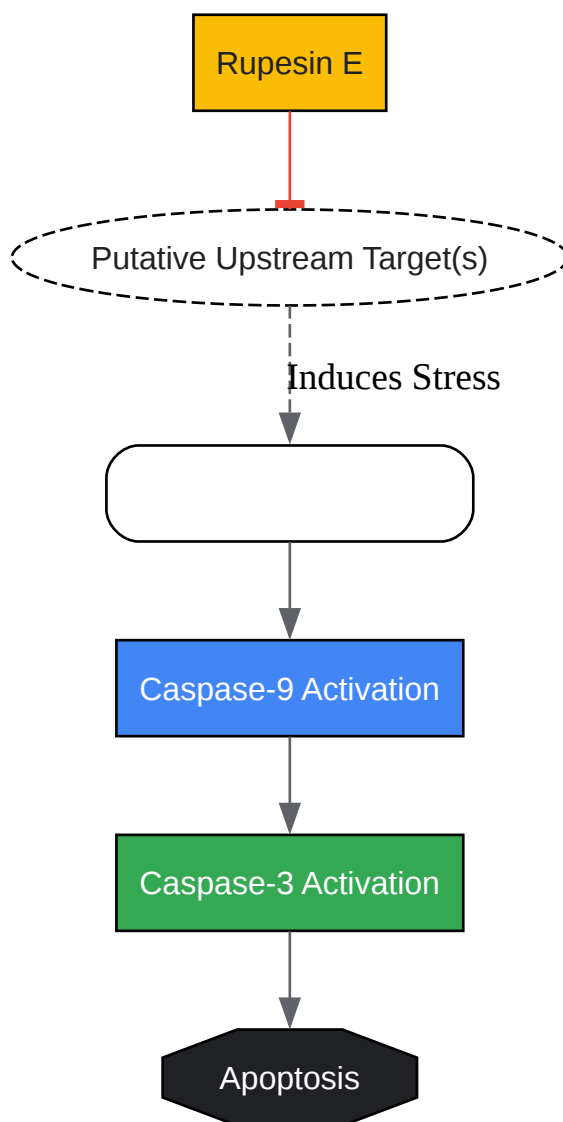 Rupesin E
Putative Upstream Target(s)
Induces Stress
Caspase-9 Activation
Caspase-3 Activation
Apoptosis